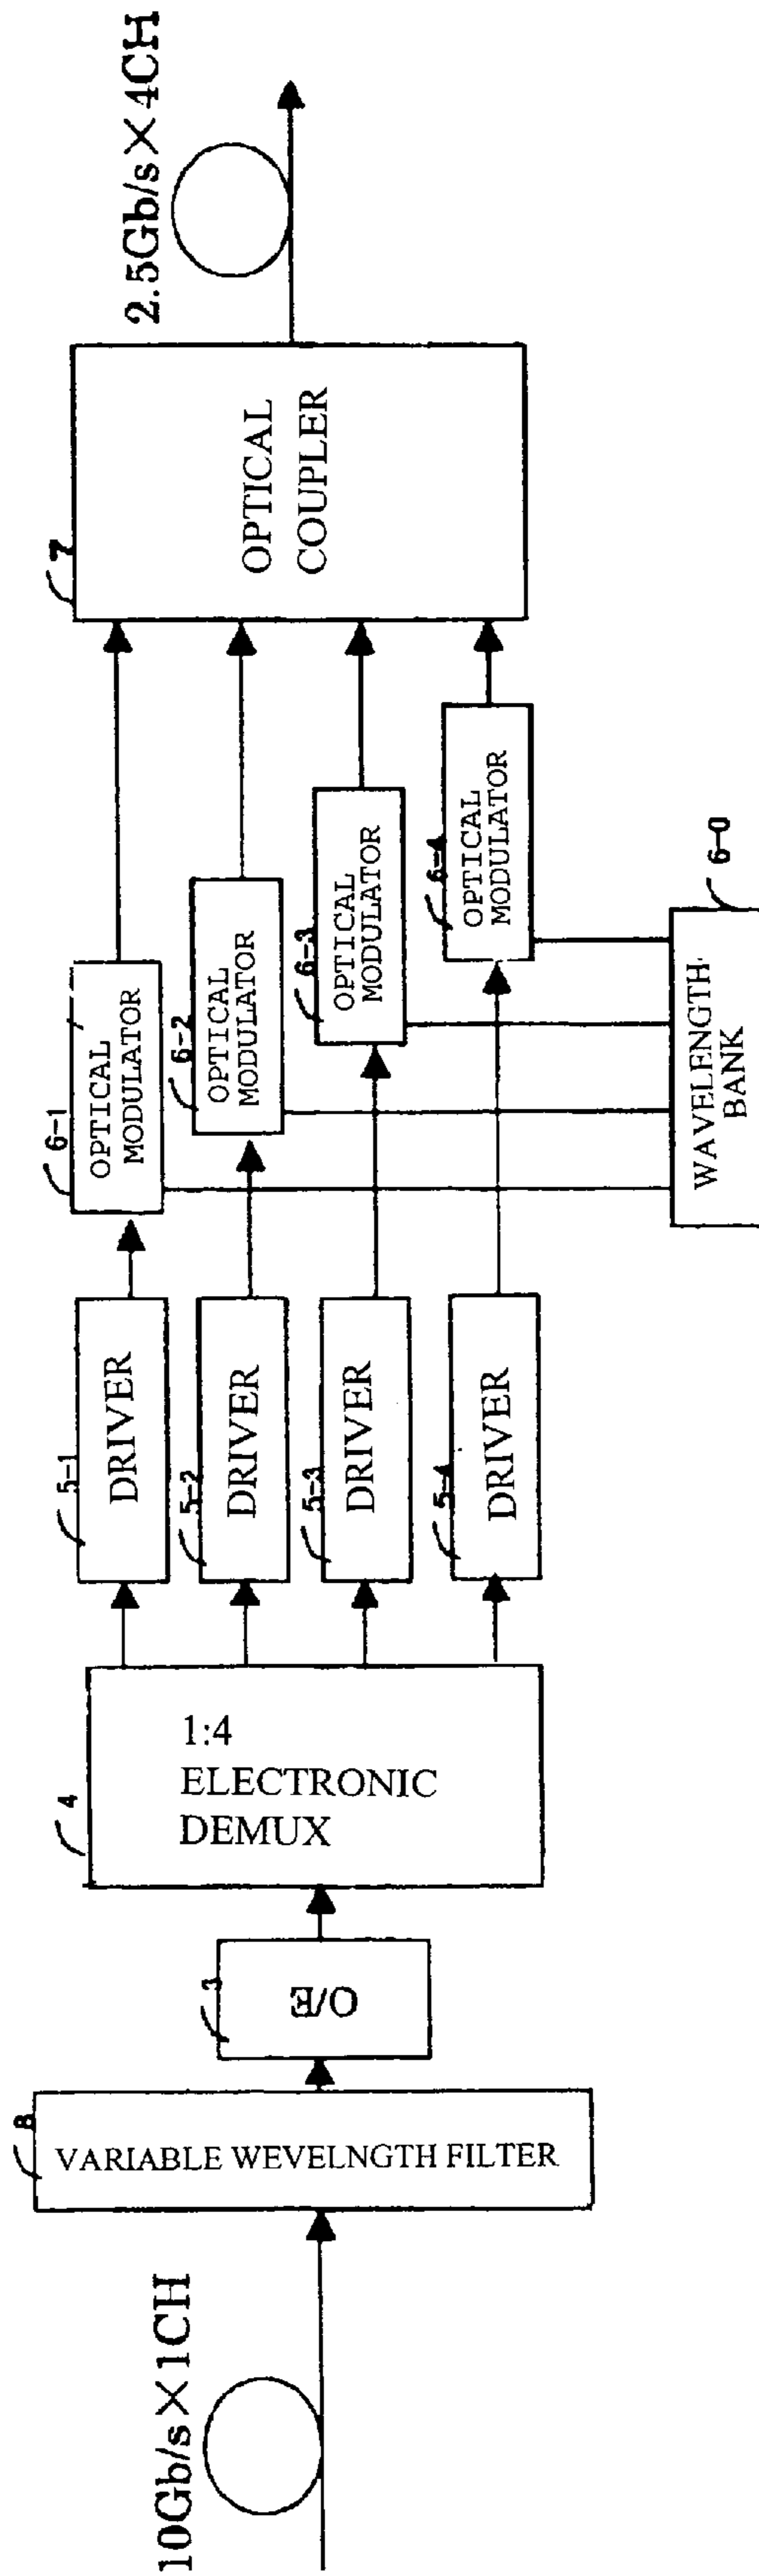 10Gb/s×1CH
8
VARIABLE WEVELNGTH FILTER
3
O/E
4
1:4
ELECTRONIC
DEMUX
5-1
DRIVER
5-2
DRIVER
5-3
DRIVER
5-4
DRIVER
6-1
OPTICAL
MODULATOR
6-2
OPTICAL
MODULATOR
6-3
OPTICAL
MODULATOR
6-4
OPTICAL
MODULATOR
6-0
WAVELENGTH
BANK
7
OPTICAL
COUPLER
2.5Gb/s×4CH